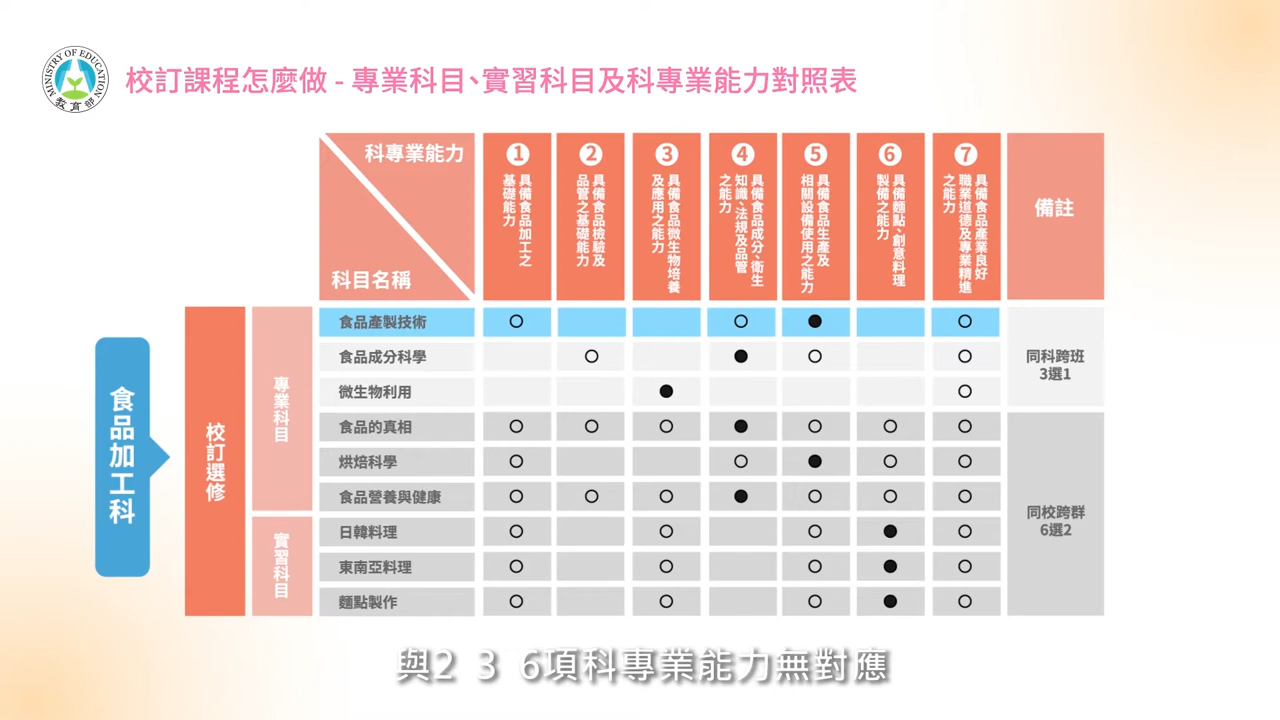 MINISTRY OF EDUCATION
教育部
校訂課程怎麼做 - 專業科目、實習科目及科專業能力對照表
科專業能力
科目名稱
1
具備食品加工之
基礎能力
2
具備食品檢驗及
品管之基礎能力
3
具備食品微生物培養
及應用之能力
4
具備食品成分、衛生
知識、法規及品管
之能力
5
具備食品生產及
相關設備使用之能力
6
具備麵點、創意料理
製備之能力
7
具備食品產業良好
職業道德及專業精進
之能力
備註
食品加工科
校訂選修
專業科目
食品產製技術 ○ ○ ● ○
食品成分科學 ○ ● ○ ○
微生物利用 ● ○
同科跨班
3選1
食品的真相 ○ ○ ○ ● ○ ○ ○
烘焙科學 ○ ○ ● ○ ○
食品營養與健康 ○ ○ ○ ● ○ ○ ○
實習科目
日韓料理 ○ ○ ○ ● ○
東南亞料理 ○ ○ ○ ● ○
麵點製作 ○ ○ ○ ● ○
同校跨群
6選2
與2 3 6項科專業能力無對應